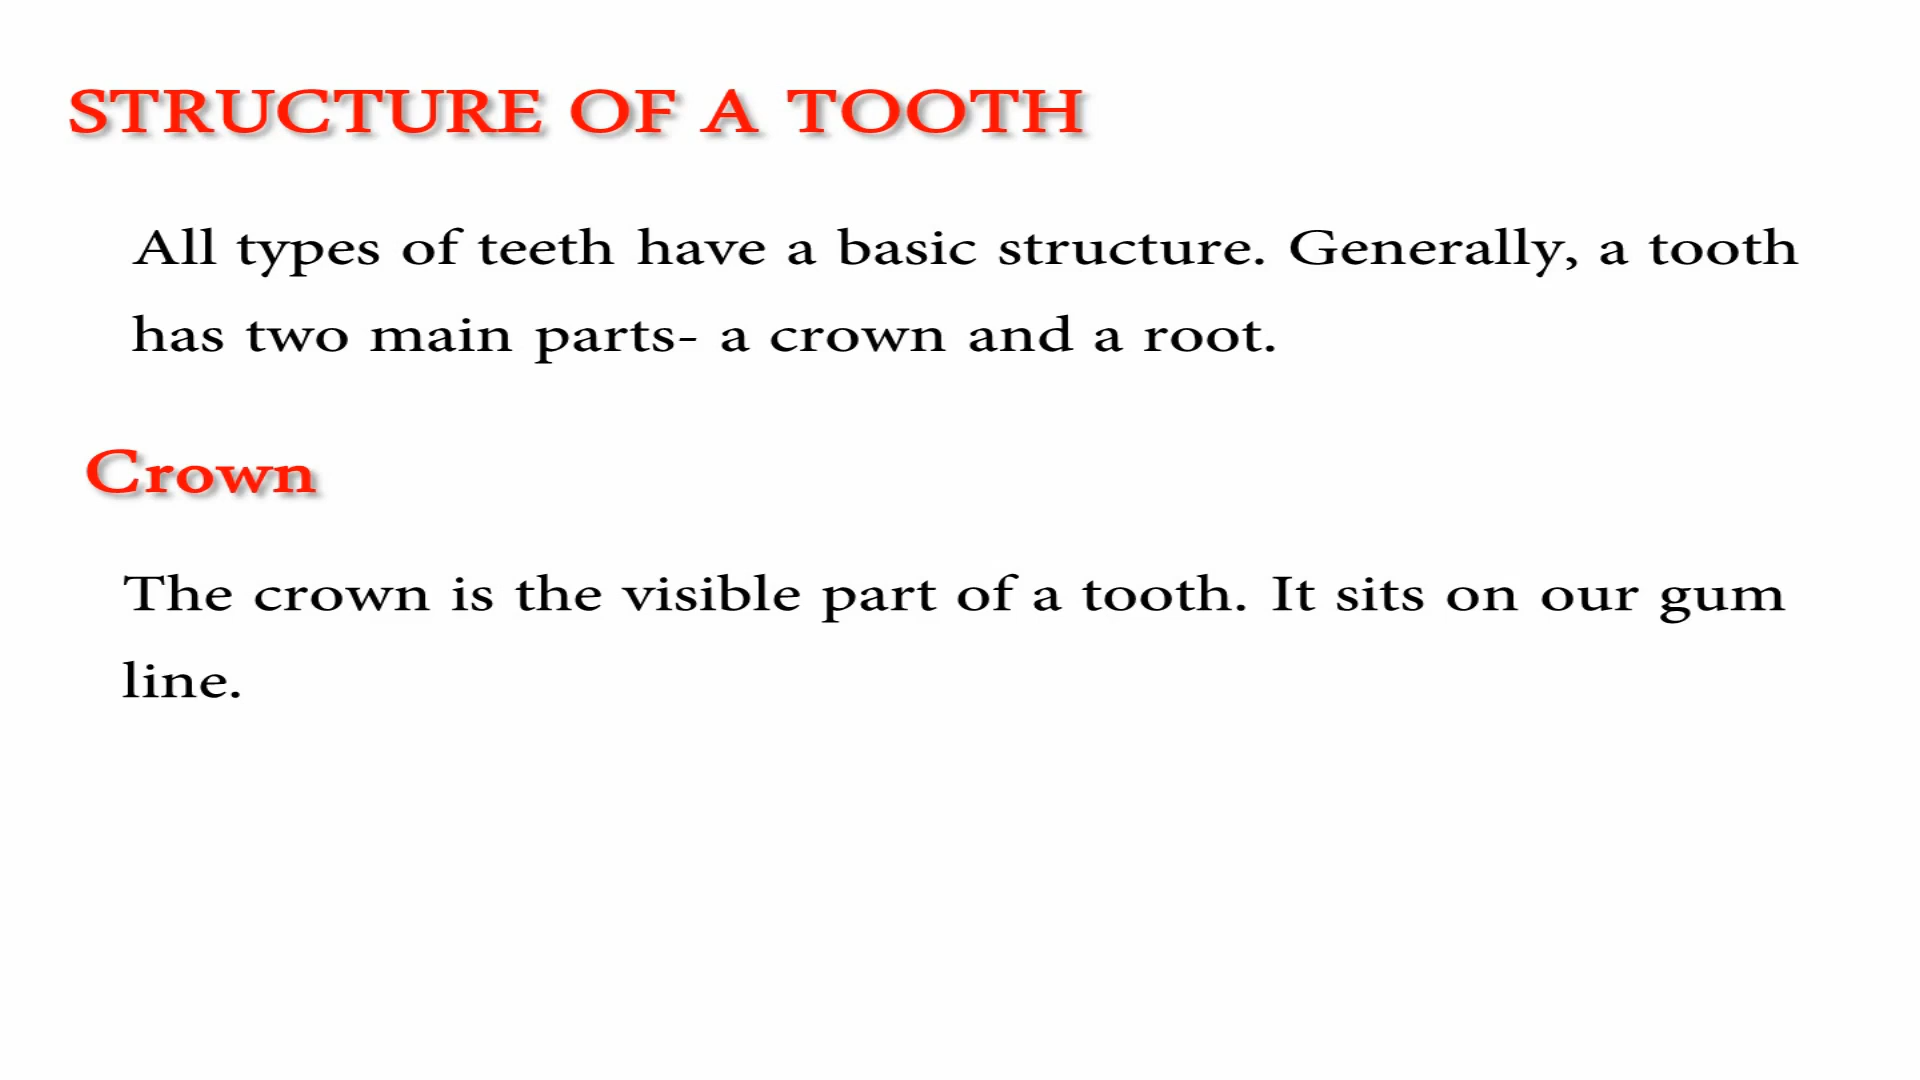 STRUCTURE OF A TOOTH
All types of teeth have a basic structure. Generally, a tooth
has two main parts- a crown and a root.
Crown
The crown is the visible part of a tooth. It sits on our gum
line.